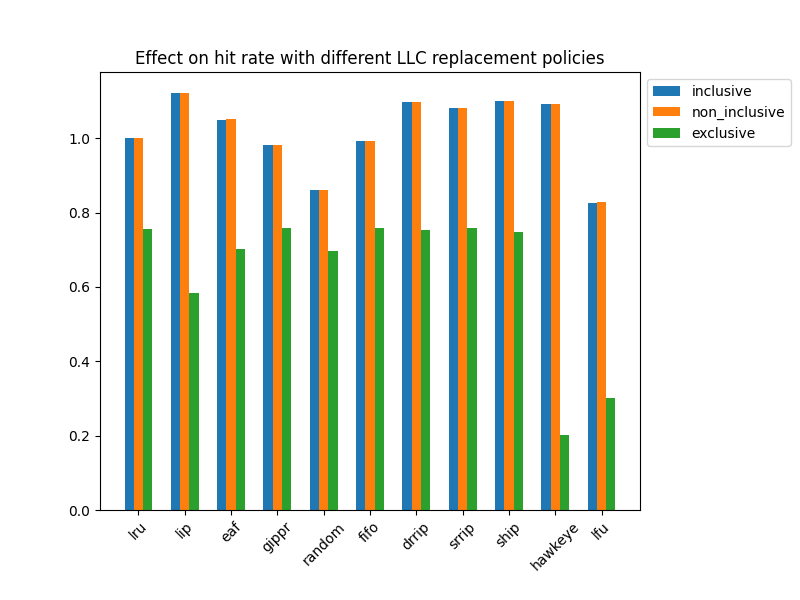 Effect on hit rate with different LLC replacement policies
inclusive
non_inclusive
exclusive
1.0
0.8
0.6
0.4
0.2
0.0
lru
lip
eaf
gippr
random
fifo
drrip
srrip
ship
hawkeye
lfu